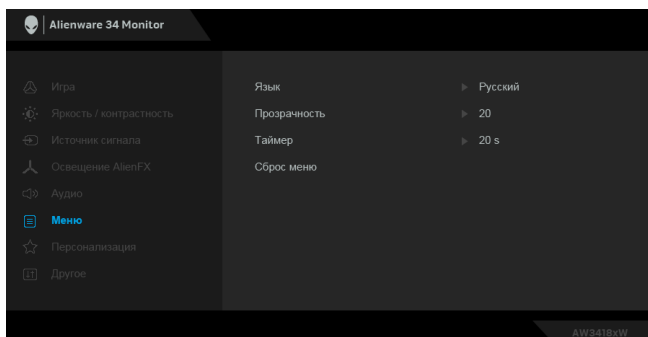 Alienware 34 Monitor
Игра
Яркость / контрастность
Источник сигнала
Освещение AlienFX
Аудио
Меню
Персонализация
Другое
Язык Русский
Прозрачность 20
Таймер 20 s
Сброс меню
AW3418xW